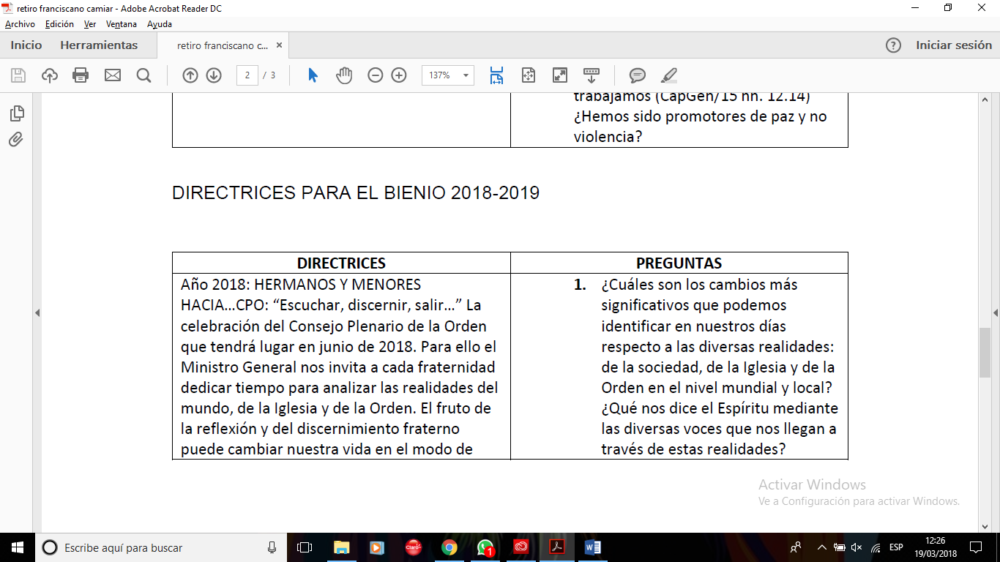 retiro franciscano camiar - Adobe Acrobat Reader DC
Archivo Edición Ver Ventana Ayuda
Inicio Herramientas retiro franciscano c... × Iniciar sesión
2 / 3 137%
trabajamos (CapGen/15 nn. 12.14)
¿Hemos sido promotores de paz y no
violencia?
DIRECTRICES PARA EL BIENIO 2018-2019
DIRECTRICES
Año 2018: HERMANOS Y MENORES
HACIA…CPO: “Escuchar, discernir, salir…” La
celebración del Consejo Plenario de la Orden
que tendrá lugar en junio de 2018. Para ello el
Ministro General nos invita a cada fraternidad
dedicar tiempo para analizar las realidades del
mundo, de la Iglesia y de la Orden. El fruto de
la reflexión y del discernimiento fraterno
puede cambiar nuestra vida en el modo de
PREGUNTAS
1. ¿Cuáles son los cambios más
significativos que podemos
identificar en nuestros días
respecto a las diversas realidades:
de la sociedad, de la Iglesia y de la
Orden en el nivel mundial y local?
¿Qué nos dice el Espíritu mediante
las diversas voces que nos llegan a
través de estas realidades?
Activar Windows
Ve a Configuración para activar Windows.
Escribe aquí para buscar
Claro
1
ESP
12:26
19/03/2018